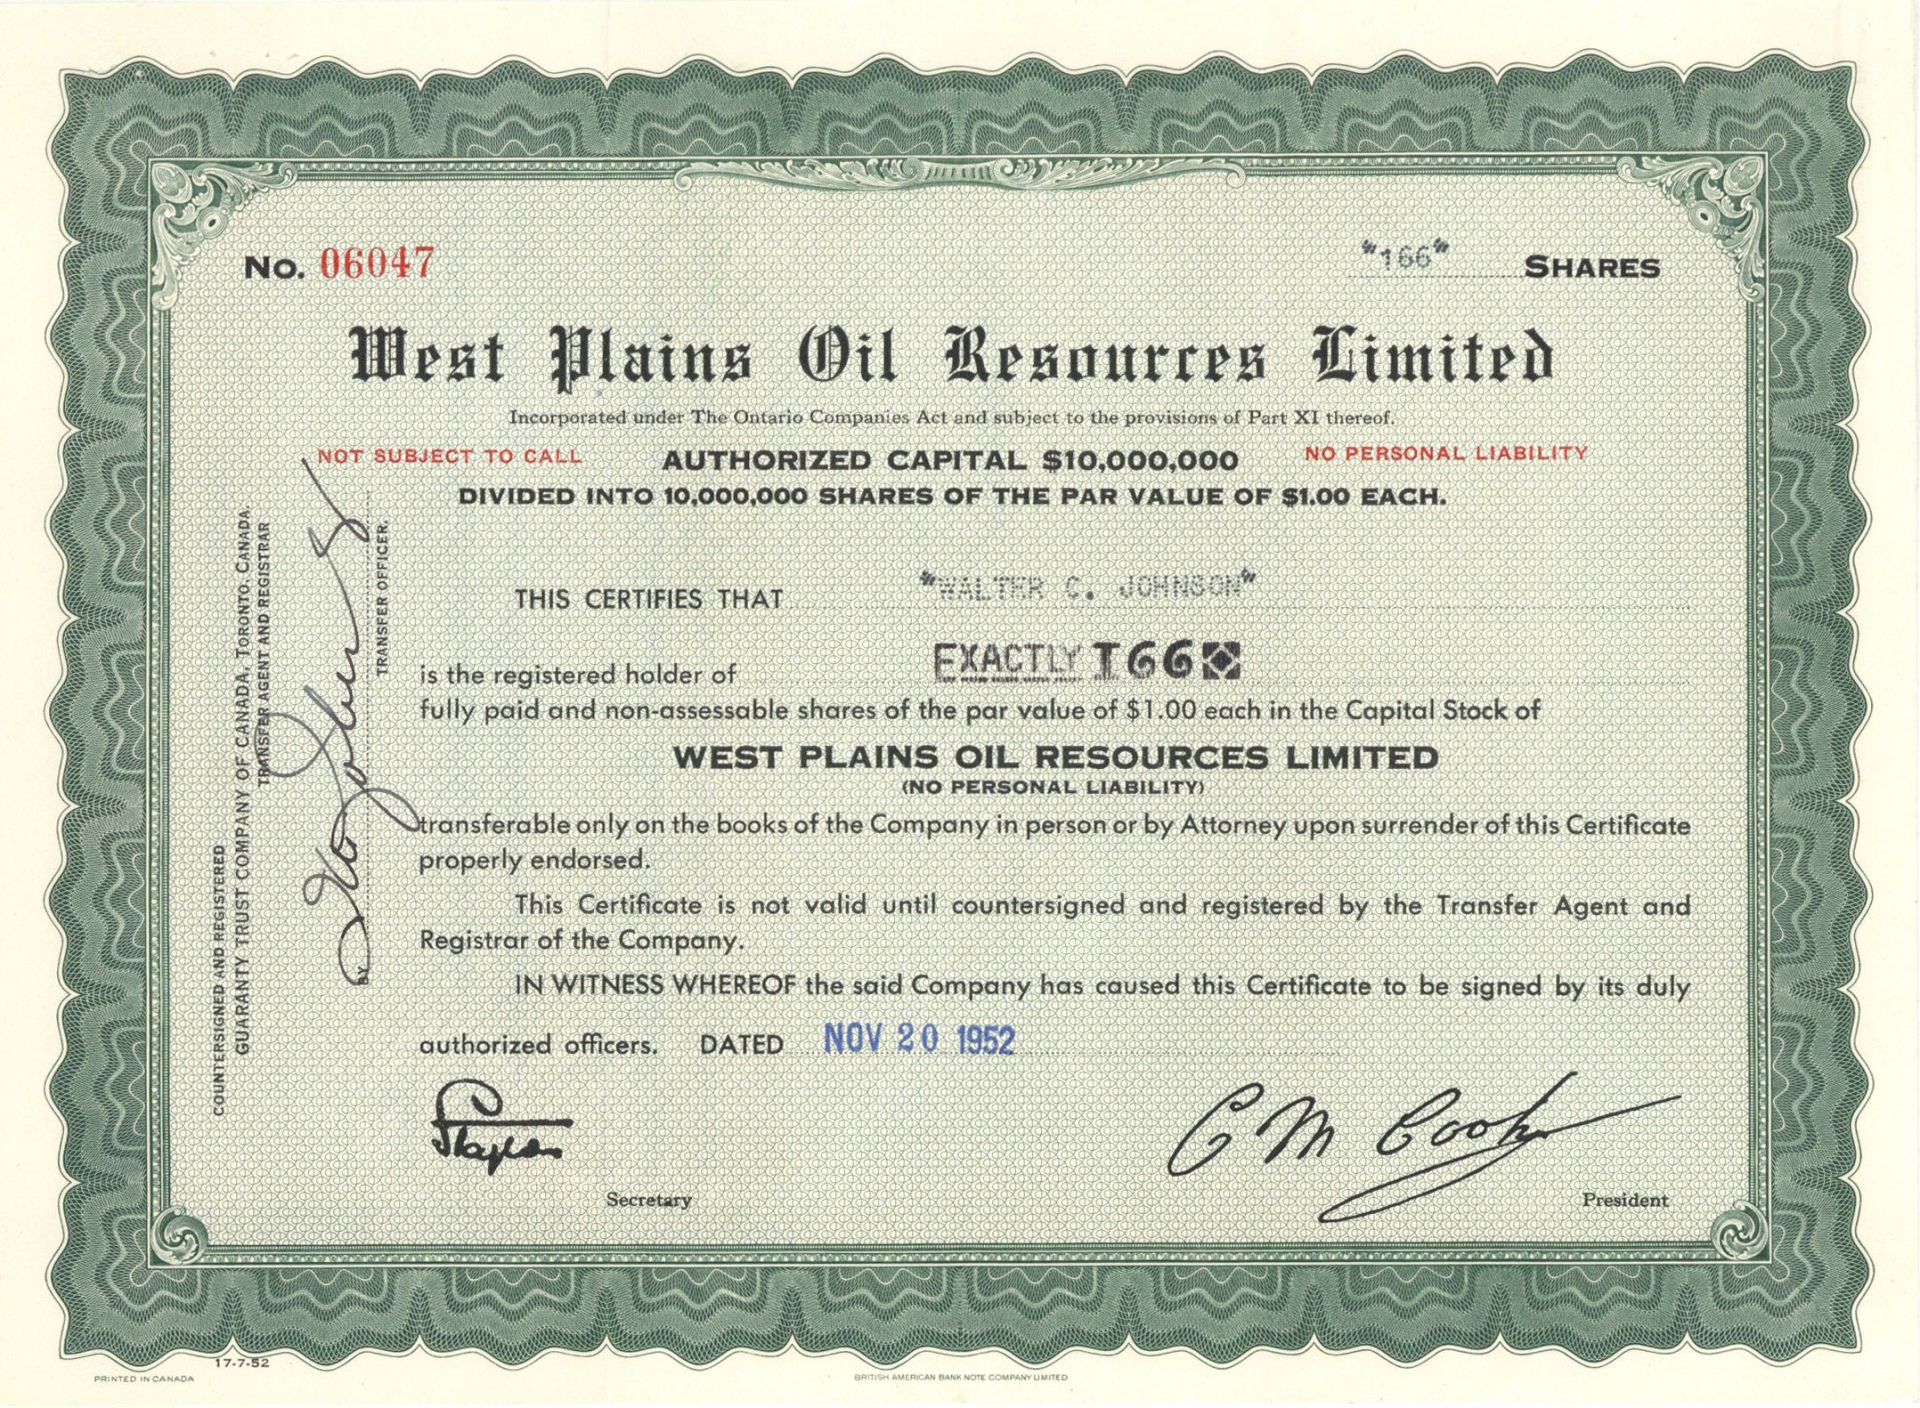 No. 06047
"166" SHARES
West Plains Oil Resources Limited
Incorporated under The Ontario Companies Act and subject to the provisions of Part XI thereof.
NOT SUBJECT TO CALL
AUTHORIZED CAPITAL $10,000,000
NO PERSONAL LIABILITY
DIVIDED INTO 10,000,000 SHARES OF THE PAR VALUE OF $1.00 EACH.
COUNTERSIGNED AND REGISTERED
GUARANTY TRUST COMPANY OF CANADA, TORONTO, CANADA.
TRANSFER AGENT AND REGISTRAR
BY
TRANSFER OFFICER.
THIS CERTIFIES THAT "WALTER C. JOHNSON"
is the registered holder of EXACTLY 166
fully paid and non-assessable shares of the par value of $1.00 each in the Capital Stock of
WEST PLAINS OIL RESOURCES LIMITED
(NO PERSONAL LIABILITY)
transferable only on the books of the Company in person or by Attorney upon surrender of this Certificate
properly endorsed.
This Certificate is not valid until countersigned and registered by the Transfer Agent and
Registrar of the Company.
IN WITNESS WHEREOF the said Company has caused this Certificate to be signed by its duly
authorized officers. DATED NOV 20 1952
C M Cook
Secretary
President
17-7-52
PRINTED IN CANADA
BRITISH AMERICAN BANK NOTE COMPANY LIMITED